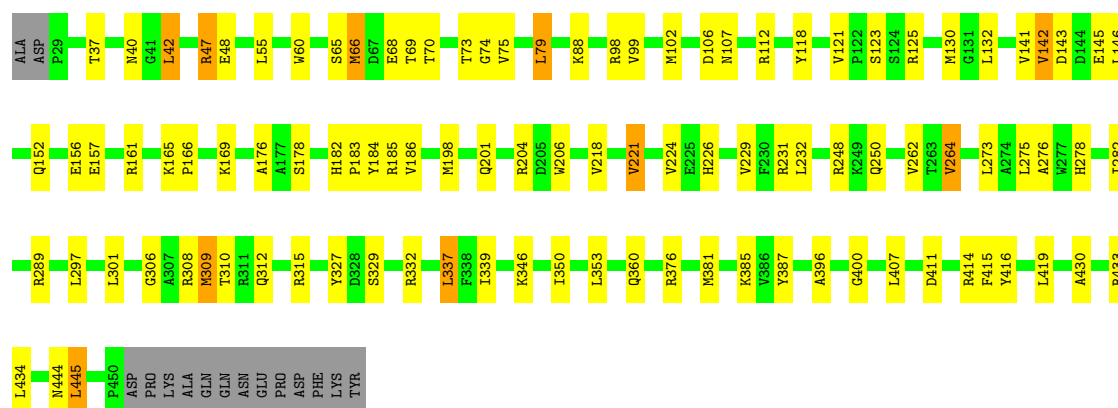 ALA ASP P29 T37 N40 G41 L42 R47 E48 L55 W60 S65 M66 D67 E68 T69 T70 T73 G74 V75 L79 K88 R98 V99 M102 D106 N107 R112 Y118 V121 P122 S123 S124 R125 M130 G131 L132 V141 V142 D143 D144 E145 L146
Q152 E156 E157 R161 K165 P166 K169 A176 A177 S178 H182 P183 Y184 R185 V186 M198 Q201 R204 D205 W206 V218 V221 V224 E225 H226 V229 F230 R231 L232 R248 K249 Q250 V262 T263 V264 L273 A274 L275 A276 W277 H278
R289 L297 L301 G306 A307 R308 M309 T310 R311 Q312 R315 Y327 D328 S329 R332 L337 F338 I339 K346 I350 L353 Q360 R376 M381 K385 V386 Y387 A396 G400 L407 D411 R414 F415 Y416 L419 A430
L434 N444 L445 P450 ASP PRO LYS ALA GLN GLN ASN GLU PRO ASP PHE LYS TYR